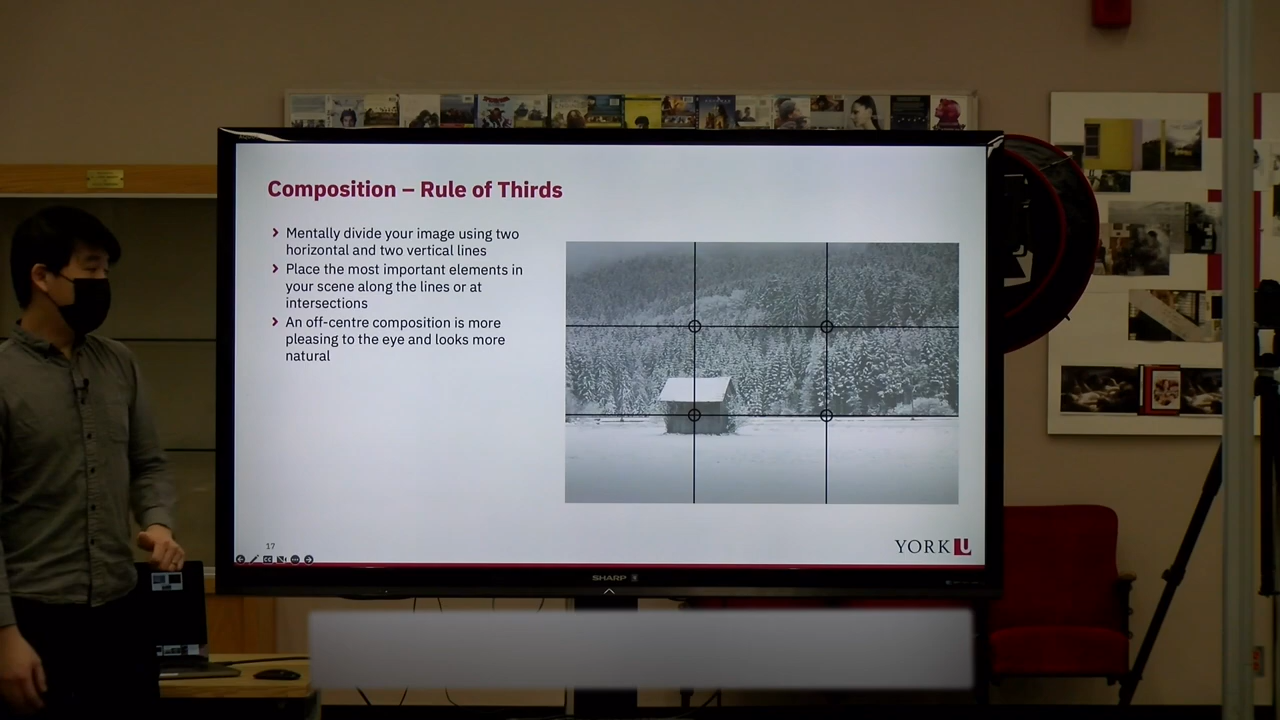 Composition – Rule of Thirds
Mentally divide your image using two
horizontal and two vertical lines
Place the most important elements in
your scene along the lines or at
intersections
An off-centre composition is more
pleasing to the eye and looks more
natural
17
YORK U
SHARP